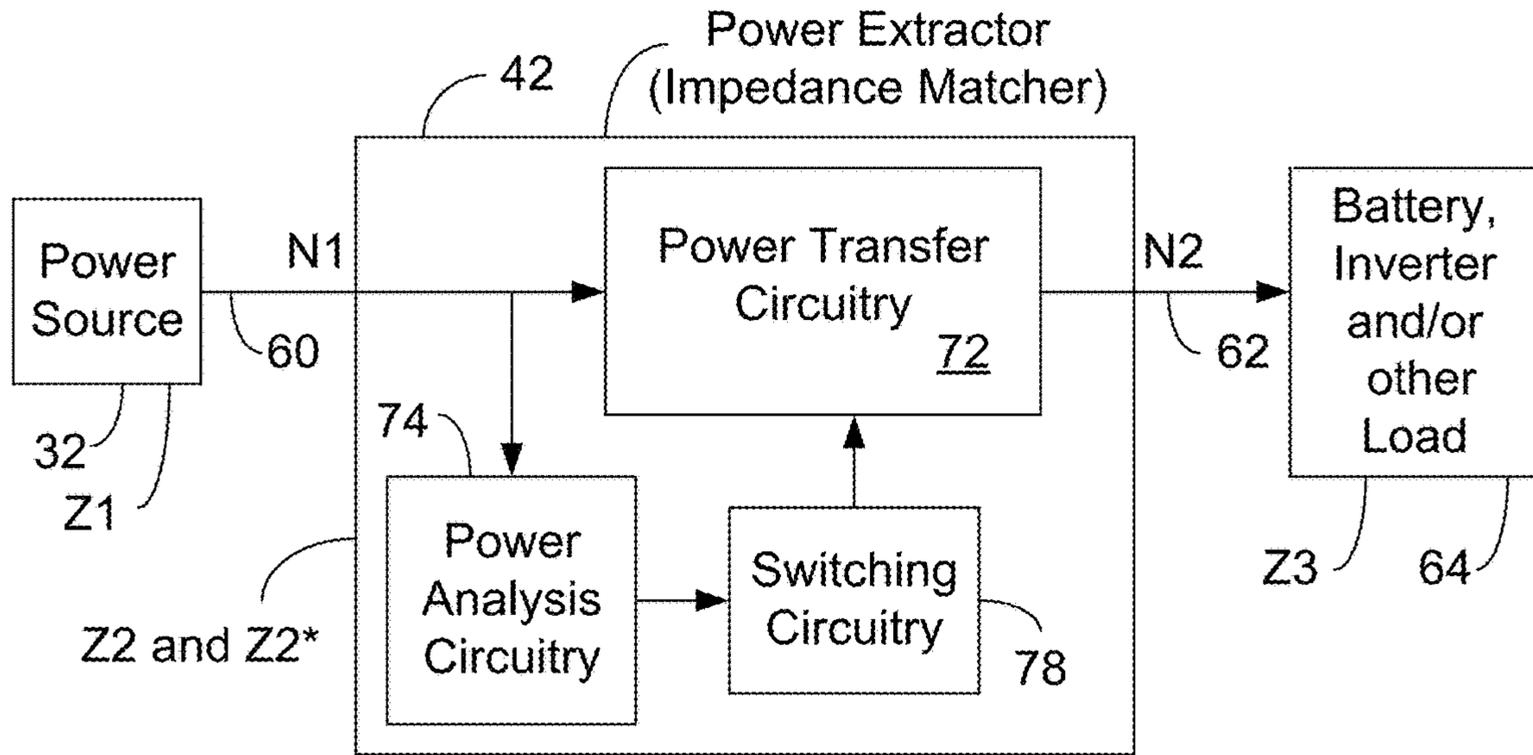 Power Extractor
(Impedance Matcher)
42
Power
Source
N1
60
32
Z1
Power Transfer
Circuitry
72
N2
62
Battery,
Inverter
and/or
other
Load
Z3
64
74
Power
Analysis
Circuitry
Switching
Circuitry
78
Z2 and Z2*